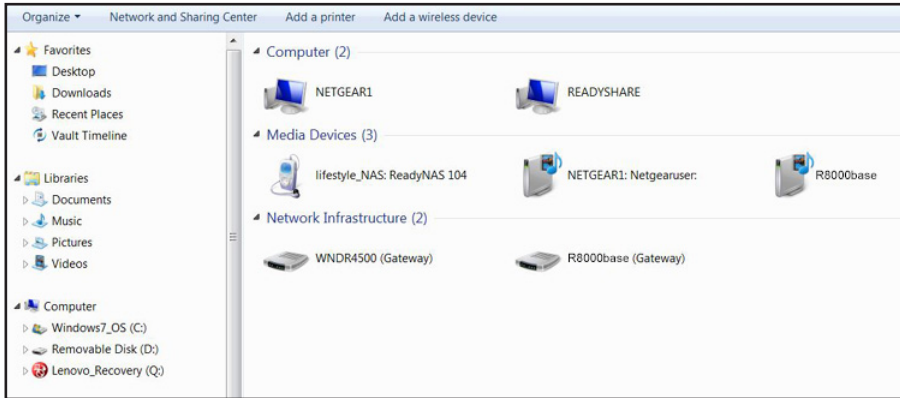 Organize Network and Sharing Center Add a printer Add a wireless device
Favorites
Desktop
Downloads
Recent Places
Vault Timeline
Libraries
Documents
Music
Pictures
Videos
Computer
Windows7_OS (C:)
Removable Disk (D:)
Lenovo_Recovery (Q:)
Computer (2)
NETGEAR1 READYSHARE
Media Devices (3)
lifestyle_NAS: ReadyNAS 104 NETGEAR1: Netgearuser: R8000base
Network Infrastructure (2)
WNDR4500 (Gateway) R8000base (Gateway)